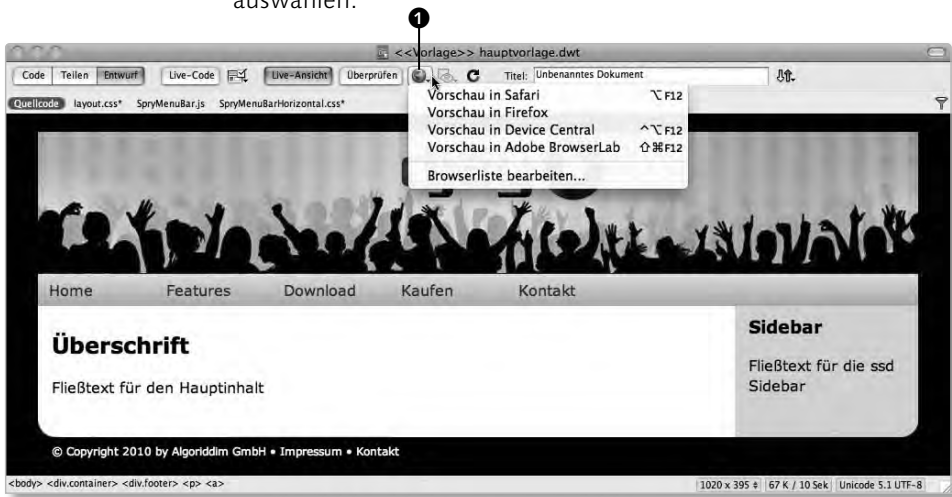 auswählen.
1
<<Vorlage>> hauptvorlage.dwt
Code Teilen Entwurf Live-Code Live-Ansicht Überprüfen Titel: Unbenanntes Dokument
Quellcode layout.css* SpryMenuBar.js SpryMenuBarHorizontal.css*
Vorschau in Safari ⌥F12
Vorschau in Firefox
Vorschau in Device Central ^⌥F12
Vorschau in Adobe BrowserLab ⇧⌘F12
Browserliste bearbeiten...
Home Features Download Kaufen Kontakt
Überschrift
Fließtext für den Hauptinhalt
Sidebar
Fließtext für die ssd
Sidebar
© Copyright 2010 by Algoriddim GmbH • Impressum • Kontakt
<body> <div.container> <div.footer> <p> <a> 1020 x 395 67 K / 10 Sek Unicode 5.1 UTF-8